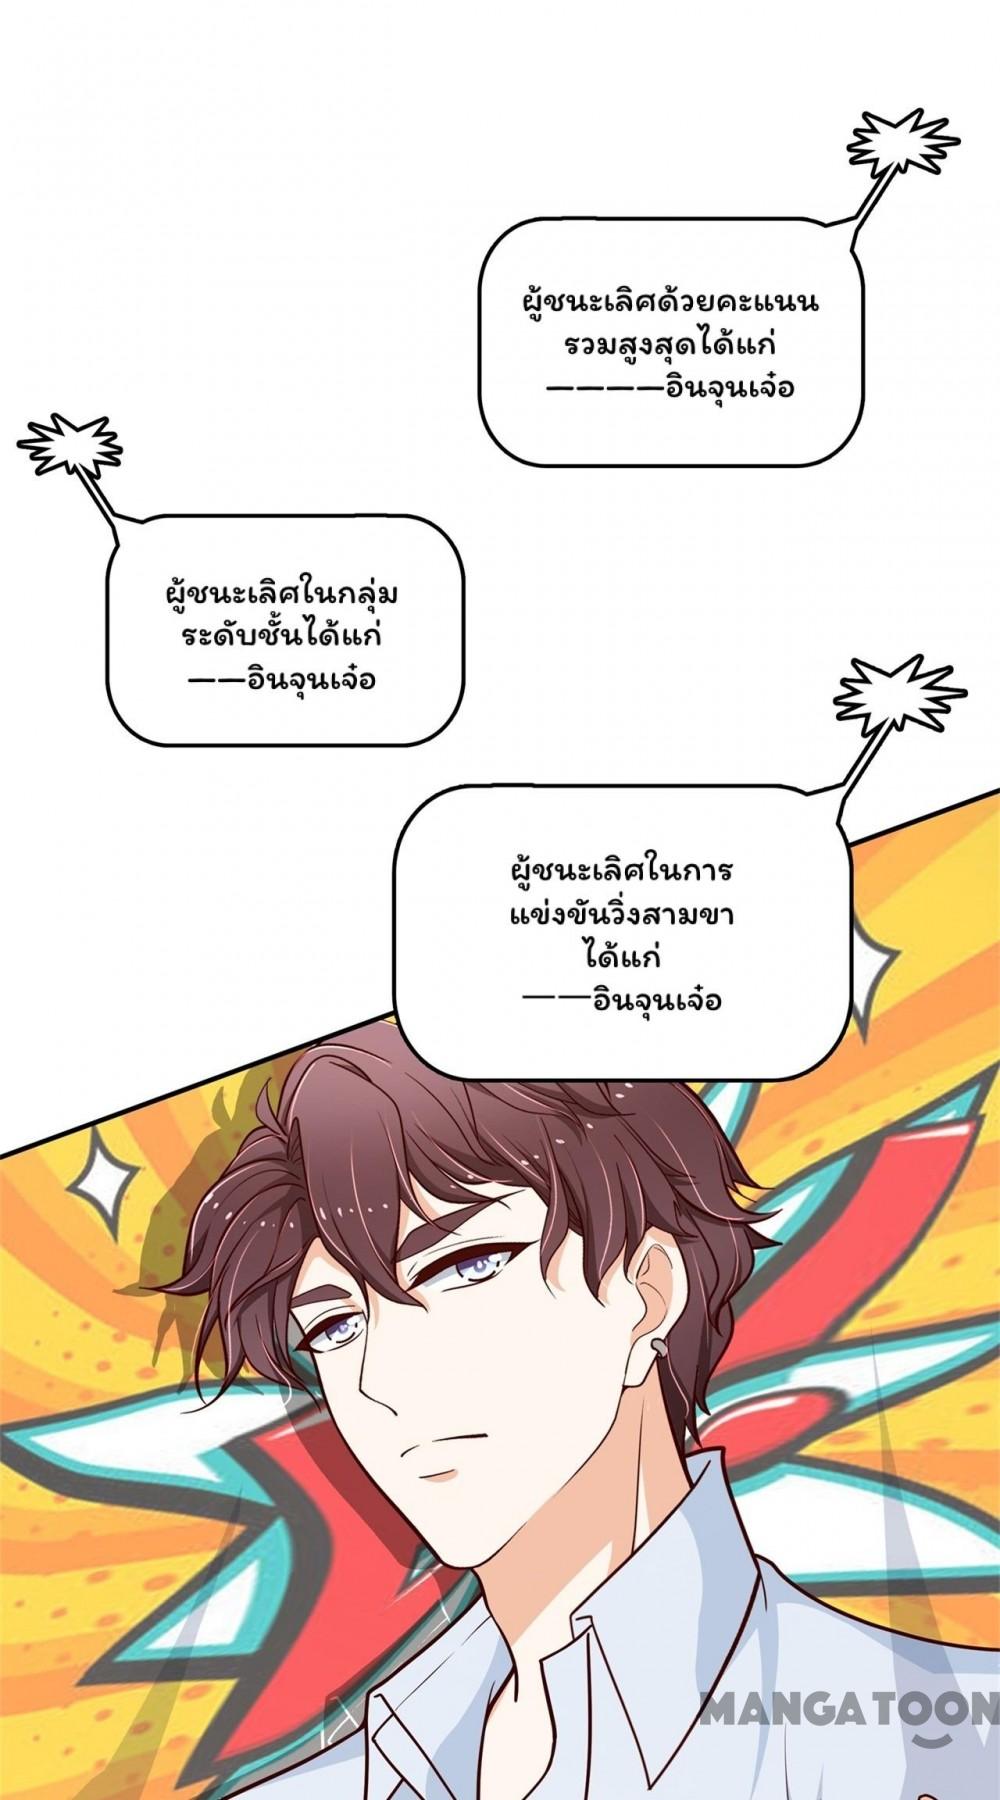 ผู้ชนะเลิศด้วยคะแนน
รวมสูงสุดได้แก่
————อินจุนเจ๋อ
ผู้ชนะเลิศในกลุ่ม
ระดับชั้นได้แก่
——อินจุนเจ๋อ
ผู้ชนะเลิศในการ
แข่งขันวิ่งสามขา
ได้แก่
——อินจุนเจ๋อ
MANGATOON